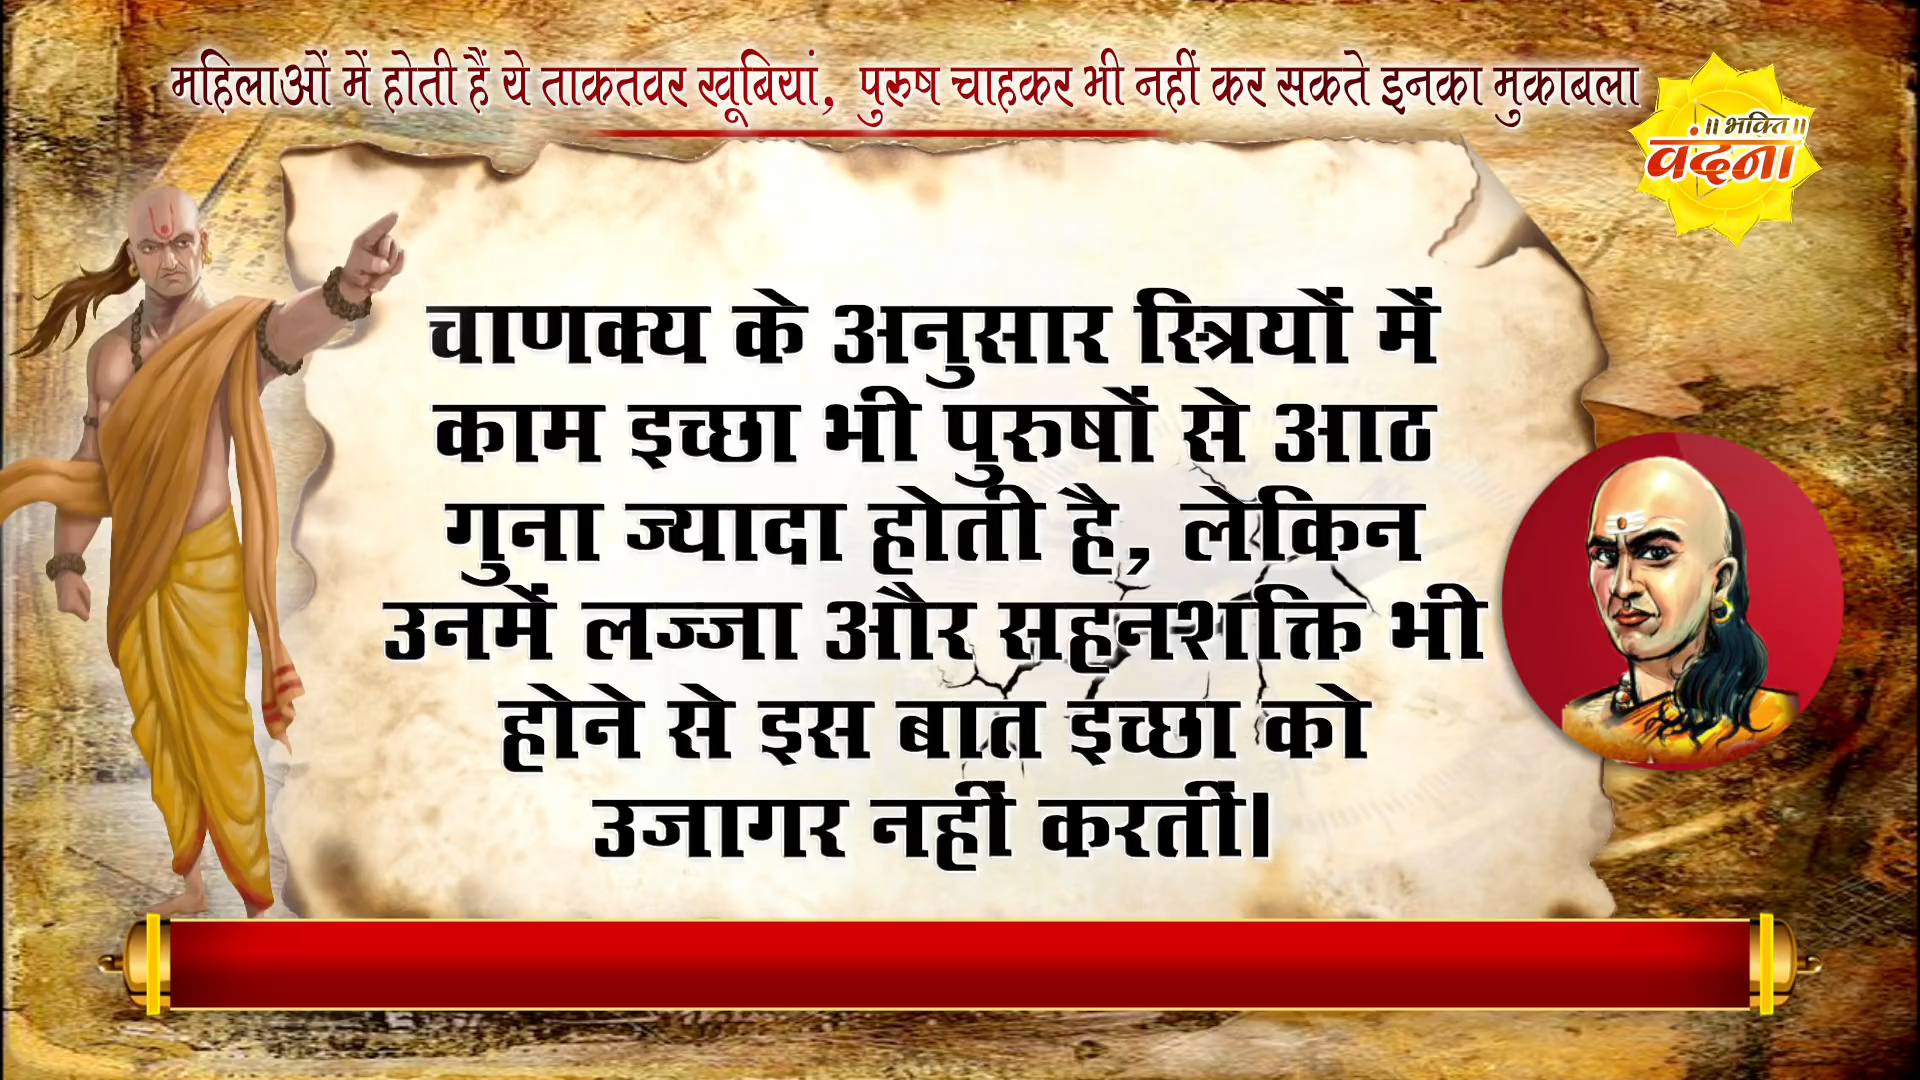 महिलाओं में होती हैं ये ताकतवर खूबियां, पुरुष चाहकर भी नहीं कर सकते इनका मुकाबला
॥ भक्ति ॥
वंदना
चाणक्य के अनुसार स्त्रियों में
काम इच्छा भी पुरुषों से आठ
गुना ज्यादा होती है, लेकिन
उनमें लज्जा और सहनशक्ति भी
होने से इस बात इच्छा को
उजागर नहीं करतीं।